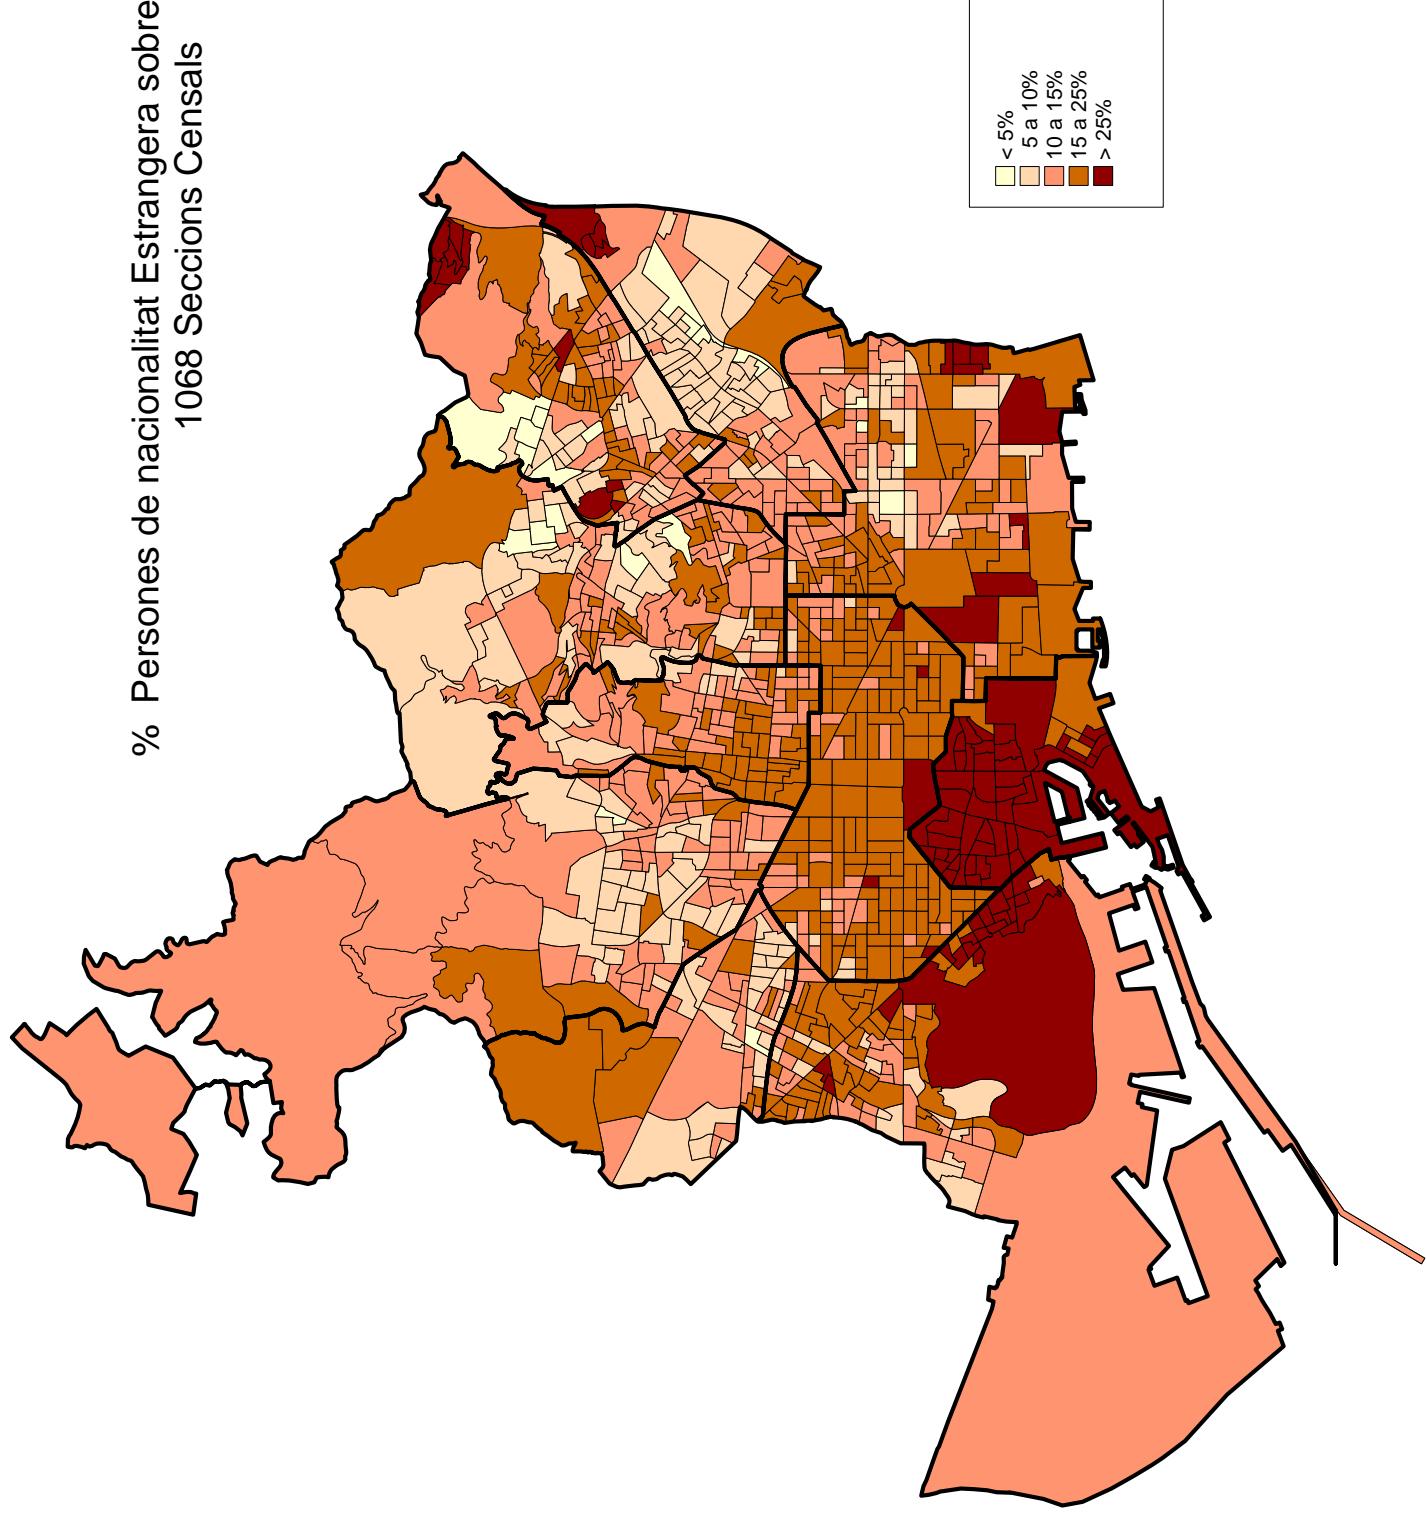 % Persones de nacionalitat Estrangera sobre
1068 Seccions Censals
< 5%
5 a 10%
10 a 15%
15 a 25%
> 25%